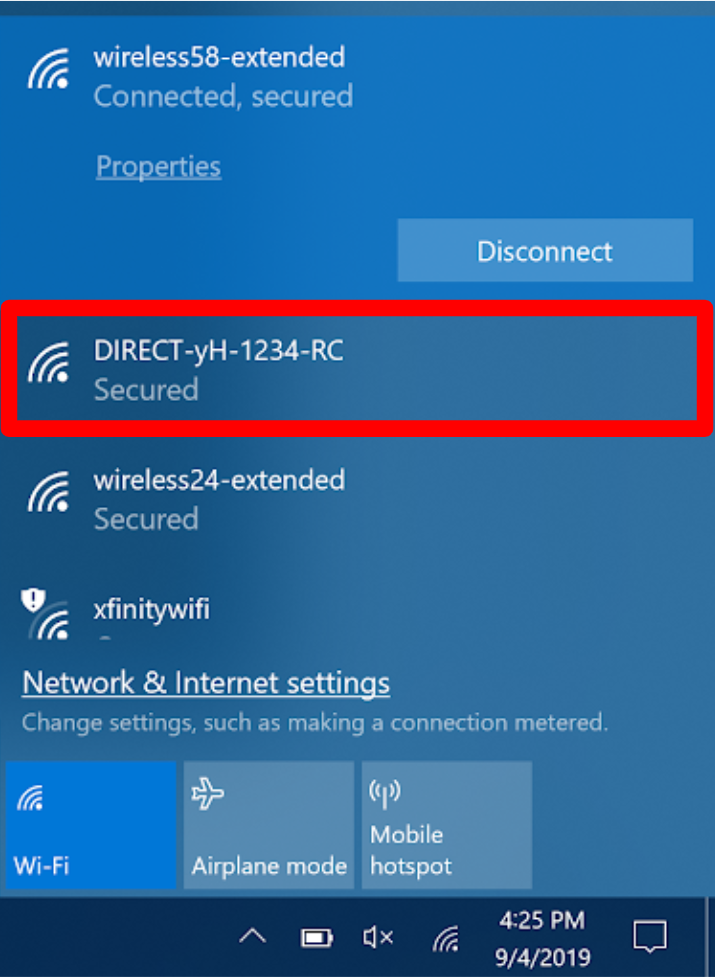 wireless58-extended
Connected, secured
Properties
Disconnect
DIRECT-yH-1234-RC
Secured
wireless24-extended
Secured
xfinitywifi
Network & Internet settings
Change settings, such as making a connection metered.
Wi-Fi
Airplane mode
Mobile
hotspot
4:25 PM
9/4/2019